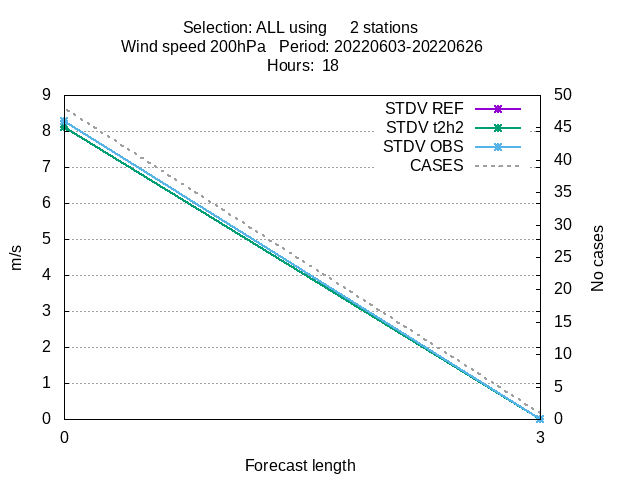 Selection: ALL using     2 stations
Wind speed 200hPa   Period: 20220603-20220626
Hours:  18
STDV REF
STDV t2h2
STDV OBS
CASES
m/s
9
8
7
6
5
4
3
2
1
0
50
45
40
35
30
25
20
15
10
5
0
No cases
0
3
Forecast length